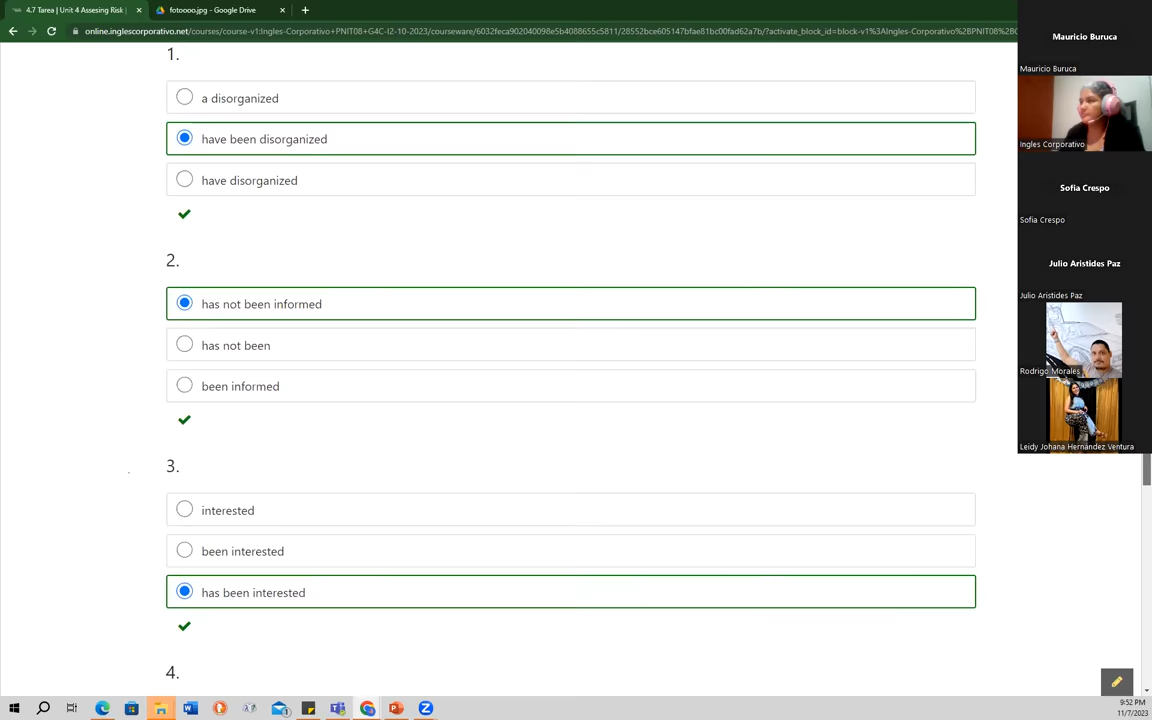 4.7 Tarea | Unit 4 Assesing Risk |
fotoooo.jpg - Google Drive
online.inglescorporativo.net/courses/course-v1:Ingles-Corporativo+PNIT08+G4C-I2-10-2023/courseware/6032feca902040098e5b4088655c5811/28552bce605147bfae81bc00fad62a7b/?activate_block_id=block-v1%3AIngles-Corporativo%2BPNIT08%2BG
1.
a disorganized
have been disorganized
have disorganized
2.
has not been informed
has not been
been informed
3.
interested
been interested
has been interested
4.
Mauricio Buruca
Mauricio Buruca
Ingles Corporativo
Sofia Crespo
Sofia Crespo
Julio Aristides Paz
Julio Aristides Paz
Rodrigo Morales
Leidy Johana Hernández Ventura
9:52 PM
11/7/2023